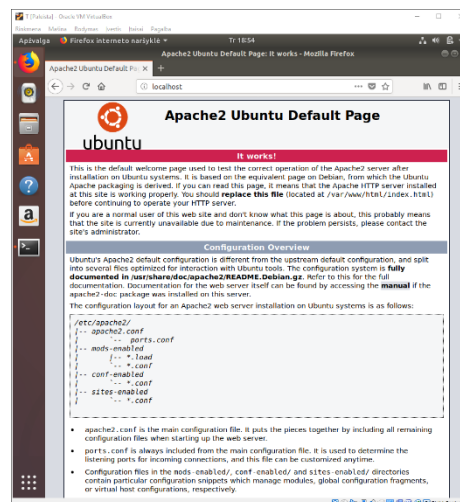 T [Paleista] - Oracle VM VirtualBox
Rinkmena Mašina Rodymas Įvestis Įtaisai Pagalba
Apžvalga Firefox interneto naršyklė Tr 18:54
Apache2 Ubuntu Default Page: It works - Mozilla Firefox
Apache2 Ubuntu Default Pa
localhost
ubuntu
Apache2 Ubuntu Default Page
It works!
This is the default welcome page used to test the correct operation of the Apache2 server after
installation on Ubuntu systems. It is based on the equivalent page on Debian, from which the Ubuntu
Apache packaging is derived. If you can read this page, it means that the Apache HTTP server installed
at this site is working properly. You should replace this file (located at /var/www/html/index.html)
before continuing to operate your HTTP server.
If you are a normal user of this web site and don't know what this page is about, this probably means
that the site is currently unavailable due to maintenance. If the problem persists, please contact the
site's administrator.
Configuration Overview
Ubuntu's Apache2 default configuration is different from the upstream default configuration, and split
into several files optimized for interaction with Ubuntu tools. The configuration system is fully
documented in /usr/share/doc/apache2/README.Debian.gz. Refer to this for the full
documentation. Documentation for the web server itself can be found by accessing the manual if the
apache2-doc package was installed on this server.
The configuration layout for an Apache2 web server installation on Ubuntu systems is as follows:
/etc/apache2/
|-- apache2.conf
| `-- ports.conf
|-- mods-enabled
| |-- *.load
| `-- *.conf
|-- conf-enabled
| `-- *.conf
|-- sites-enabled
| `-- *.conf
• apache2.conf is the main configuration file. It puts the pieces together by including all remaining
configuration files when starting up the web server.
• ports.conf is always included from the main configuration file. It is used to determine the
listening ports for incoming connections, and this file can be customized anytime.
• Configuration files in the mods-enabled/, conf-enabled/ and sites-enabled/ directories
contain particular configuration snippets which manage modules, global configuration fragments,
or virtual host configurations, respectively.